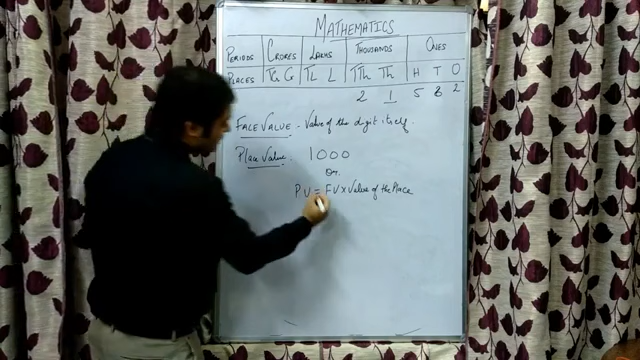 MATHEMATICS
PERIODS CRORES LAKHS THOUSANDS ONES
PLACES TC C TL L TTh Th H T O
2 1 5 8 2
FACE VALUE - Value of the digit itself.
Place Value - 1000
or
PV = FV x Value of the Place